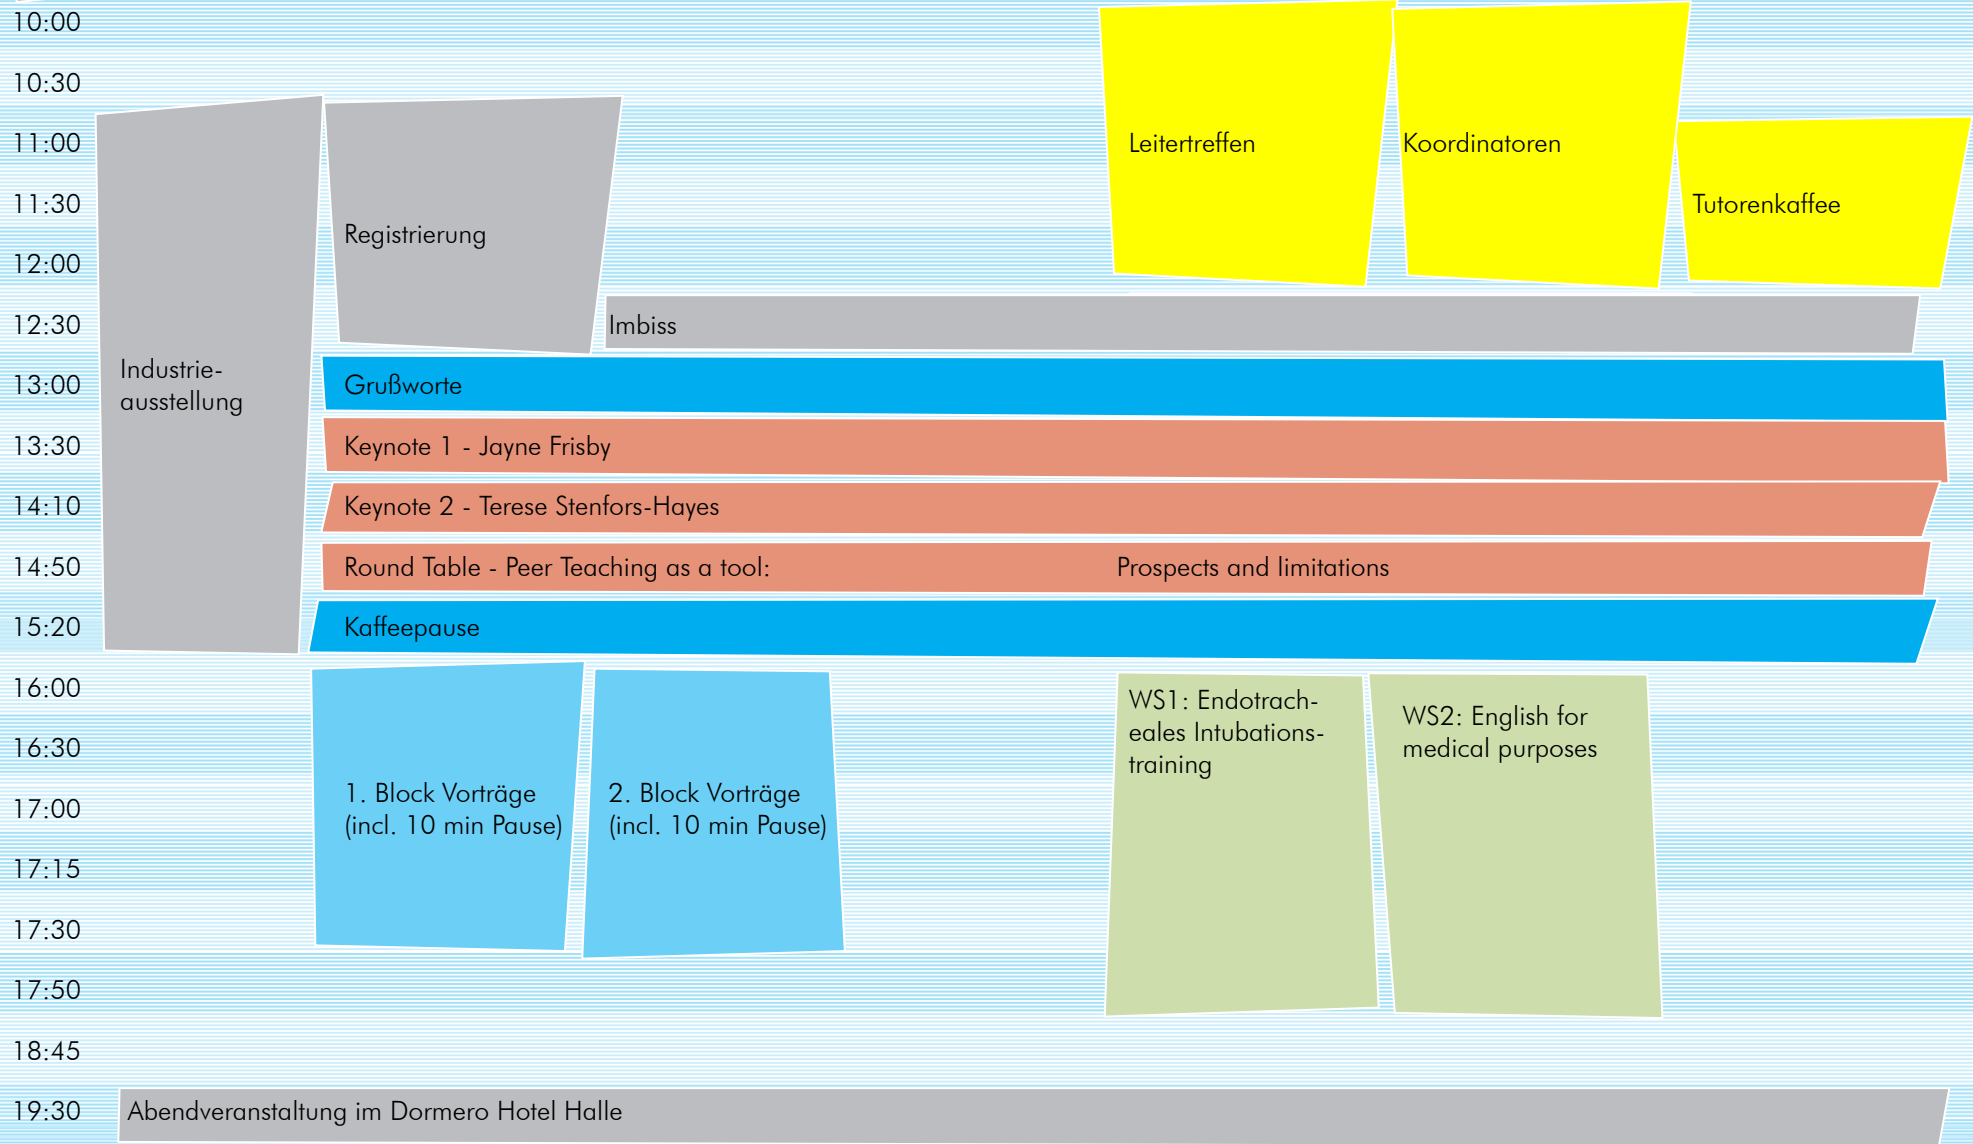 10:00
10:30
11:00 Leitertreffen Koordinatoren
11:30 Tutorenkaffee
Registrierung
12:00
12:30 Imbiss
Industrie-
ausstellung
13:00 Grußworte
13:30 Keynote 1 - Jayne Frisby
14:10 Keynote 2 - Terese Stenfors-Hayes
14:50 Round Table - Peer Teaching as a tool: Prospects and limitations
15:20 Kaffeepause
16:00
WS1: Endotrach-
eales Intubations-
training
WS2: English for
medical purposes
16:30
1. Block Vorträge
(incl. 10 min Pause)
2. Block Vorträge
(incl. 10 min Pause)
17:00
17:15
17:30
17:50
18:45
19:30 Abendveranstaltung im Dormero Hotel Halle